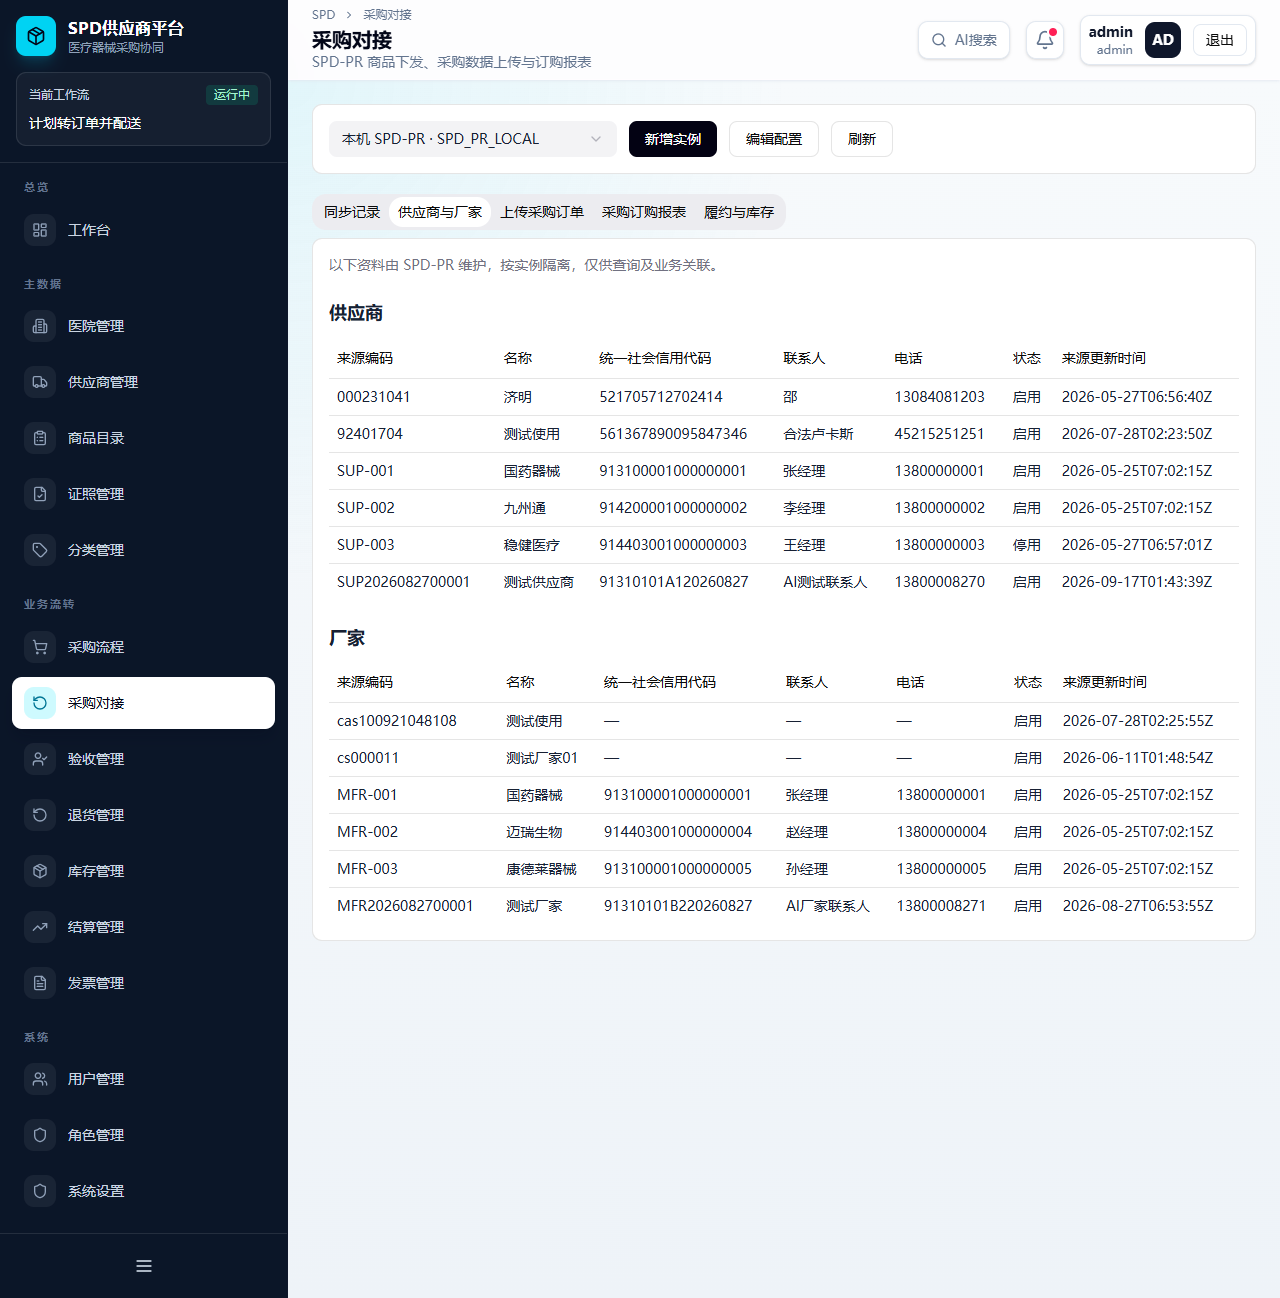 SPD供应商平台
医疗器械采购协同
当前工作流
运行中
计划转订单并配送
总览
工作台
主数据
医院管理
供应商管理
商品目录
证照管理
分类管理
业务流转
采购流程
采购对接
验收管理
退货管理
库存管理
结算管理
发票管理
系统
用户管理
角色管理
系统设置
SPD > 采购对接
采购对接
SPD-PR 商品下发、采购数据上传与订购报表
AI搜索
admin
admin
AD
退出
本机 SPD-PR · SPD_PR_LOCAL
新增实例
编辑配置
刷新
同步记录 供应商与厂家 上传采购订单 采购订购报表 履约与库存
以下资料由 SPD-PR 维护，按实例隔离，仅供查询及业务关联。
供应商
来源编码 名称 统一社会信用代码 联系人 电话 状态 来源更新时间
000231041 济明 521705712702414 邵 13084081203 启用 2026-05-27T06:56:40Z
92401704 测试使用 561367890095847346 合法卢卡斯 45215251251 启用 2026-07-28T02:23:50Z
SUP-001 国药器械 913100001000000001 张经理 13800000001 启用 2026-05-25T07:02:15Z
SUP-002 九州通 914200001000000002 李经理 13800000002 启用 2026-05-25T07:02:15Z
SUP-003 稳健医疗 914403001000000003 王经理 13800000003 停用 2026-05-27T06:57:01Z
SUP2026082700001 测试供应商 91310101A120260827 AI测试联系人 13800008270 启用 2026-09-17T01:43:39Z
厂家
来源编码 名称 统一社会信用代码 联系人 电话 状态 来源更新时间
cas100921048108 测试使用 — — — 启用 2026-07-28T02:25:55Z
cs000011 测试厂家01 — — — 启用 2026-06-11T01:48:54Z
MFR-001 国药器械 913100001000000001 张经理 13800000001 启用 2026-05-25T07:02:15Z
MFR-002 迈瑞生物 914403001000000004 赵经理 13800000004 启用 2026-05-25T07:02:15Z
MFR-003 康德莱器械 913100001000000005 孙经理 13800000005 启用 2026-05-25T07:02:15Z
MFR2026082700001 测试厂家 91310101B220260827 AI厂家联系人 13800008271 启用 2026-08-27T06:53:55Z